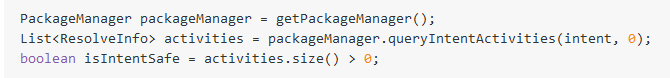 PackageManager packageManager = getPackageManager();
List<ResolveInfo> activities = packageManager.queryIntentActivities(intent, 0);
boolean isIntentSafe = activities.size() > 0;